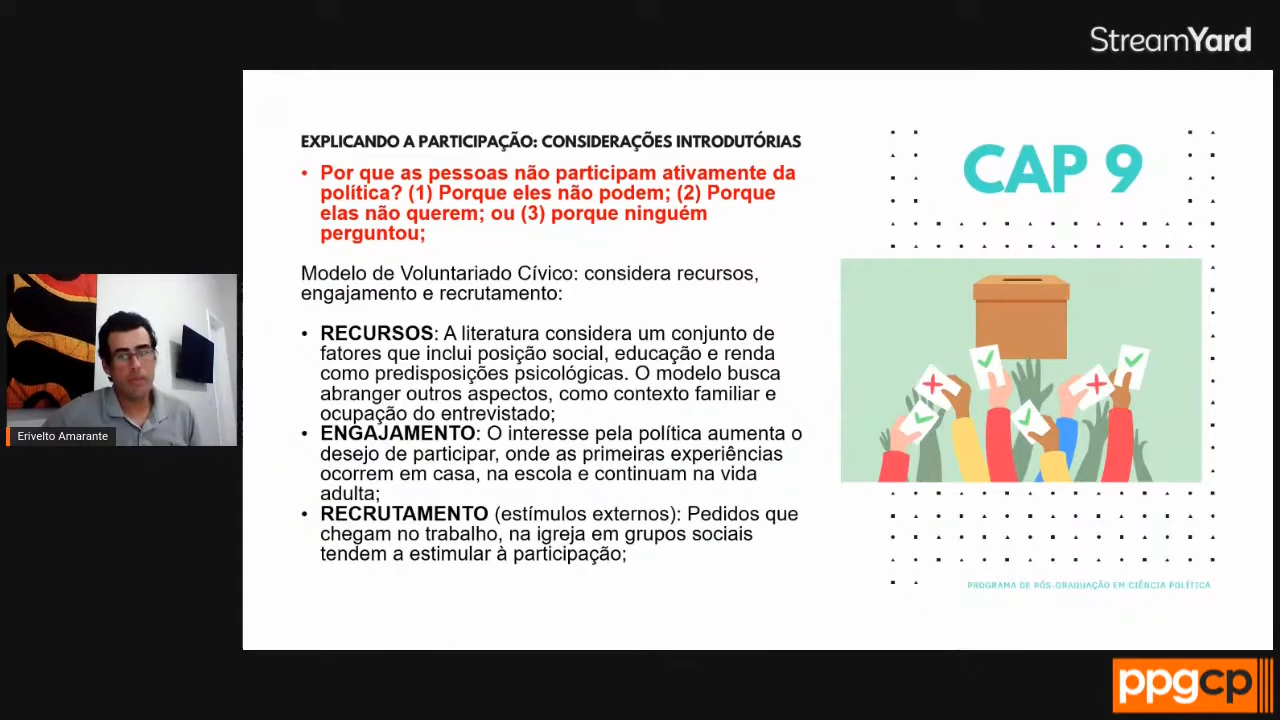 StreamYard
EXPLICANDO A PARTICIPAÇÃO: CONSIDERAÇÕES INTRODUTÓRIAS
CAP 9
• Por que as pessoas não participam ativamente da
política? (1) Porque eles não podem; (2) Porque
elas não querem; ou (3) porque ninguém
perguntou;
Modelo de Voluntariado Cívico: considera recursos,
engajamento e recrutamento:
• RECURSOS: A literatura considera um conjunto de
fatores que inclui posição social, educação e renda
como predisposições psicológicas. O modelo busca
abranger outros aspectos, como contexto familiar e
ocupação do entrevistado;
• ENGAJAMENTO: O interesse pela política aumenta o
desejo de participar, onde as primeiras experiências
ocorrem em casa, na escola e continuam na vida
adulta;
• RECRUTAMENTO (estímulos externos): Pedidos que
chegam no trabalho, na igreja em grupos sociais
tendem a estimular à participação;
PROGRAMA DE PÓS-GRADUAÇÃO EM CIÊNCIA POLÍTICA
Erivelto Amarante
ppgcp